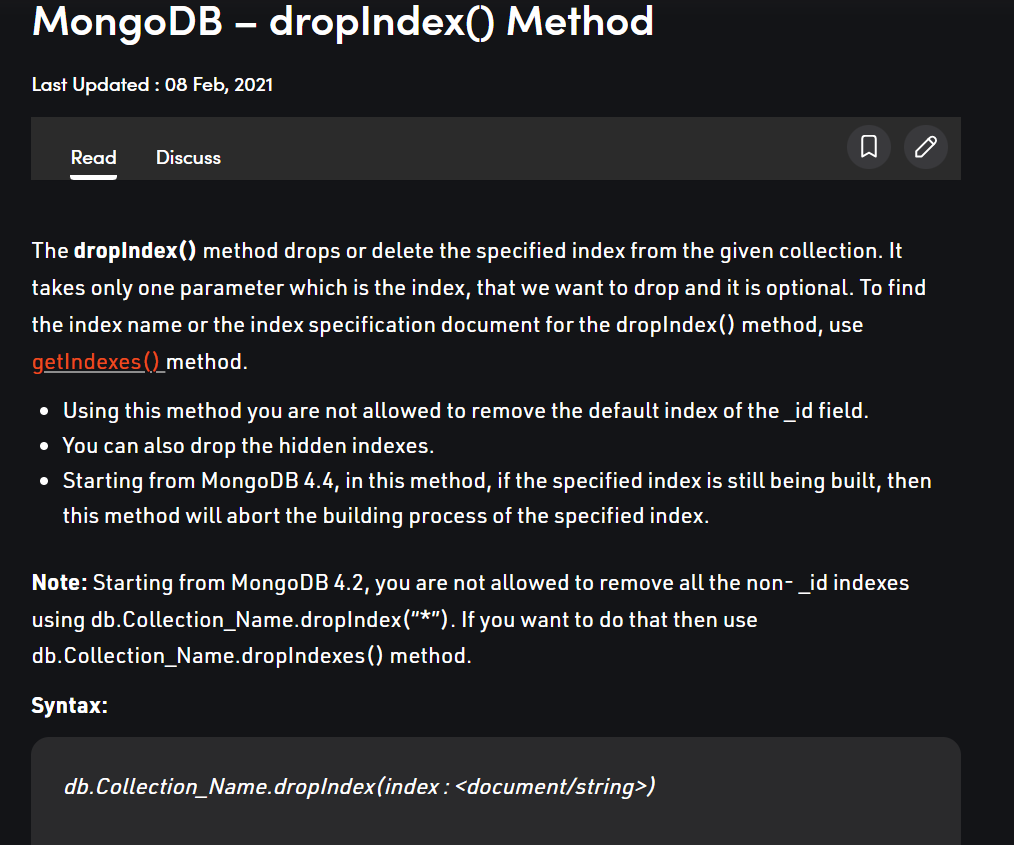 MongoDB – dropIndex() Method
Last Updated : 08 Feb, 2021
Read Discuss
The dropIndex() method drops or delete the specified index from the given collection. It
takes only one parameter which is the index, that we want to drop and it is optional. To find
the index name or the index specification document for the dropIndex() method, use
getIndexes() method.
• Using this method you are not allowed to remove the default index of the _id field.
• You can also drop the hidden indexes.
• Starting from MongoDB 4.4, in this method, if the specified index is still being built, then
this method will abort the building process of the specified index.
Note: Starting from MongoDB 4.2, you are not allowed to remove all the non- _id indexes
using db.Collection_Name.dropIndex(“*”). If you want to do that then use
db.Collection_Name.dropIndexes() method.
Syntax:
db.Collection_Name.dropIndex(index : <document/string>)